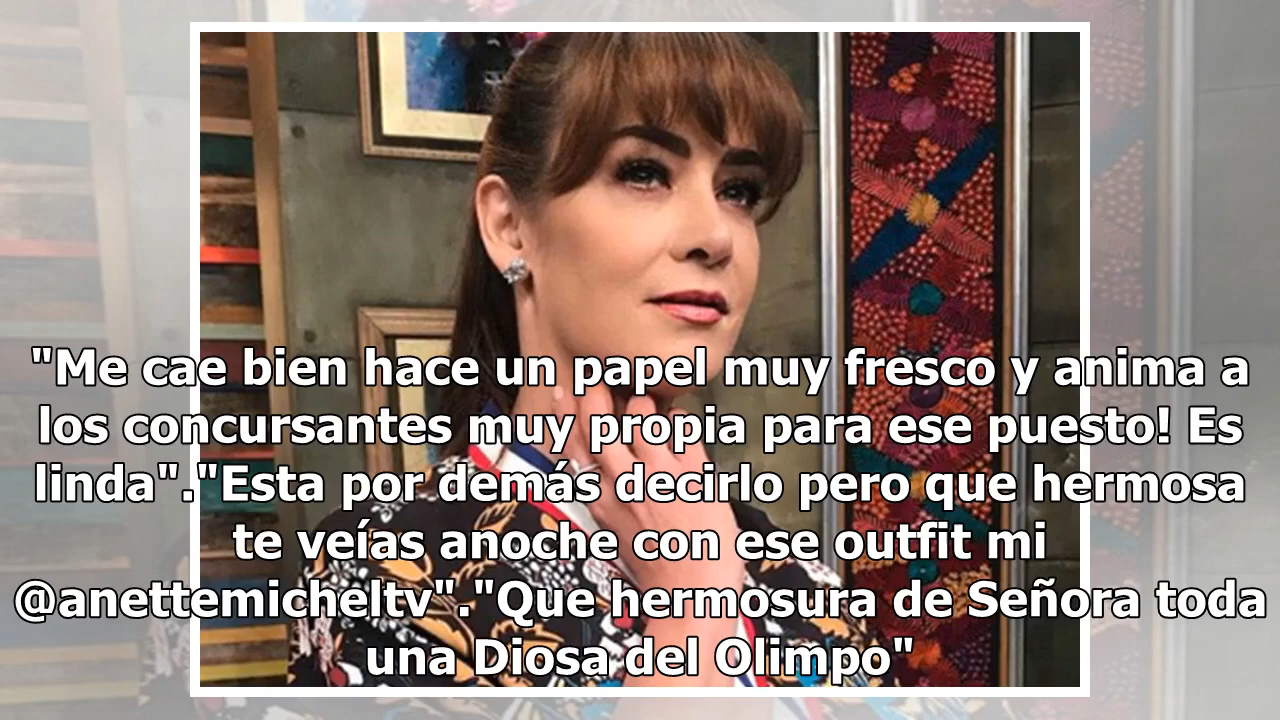 "Me cae bien hace un papel muy fresco y anima a
los concursantes muy propia para ese puesto! Es
linda"."Esta por demás decirlo pero que hermosa
te veías anoche con ese outfit mi
@anettemicheltv"."Que hermosura de Señora toda
una Diosa del Olimpo"